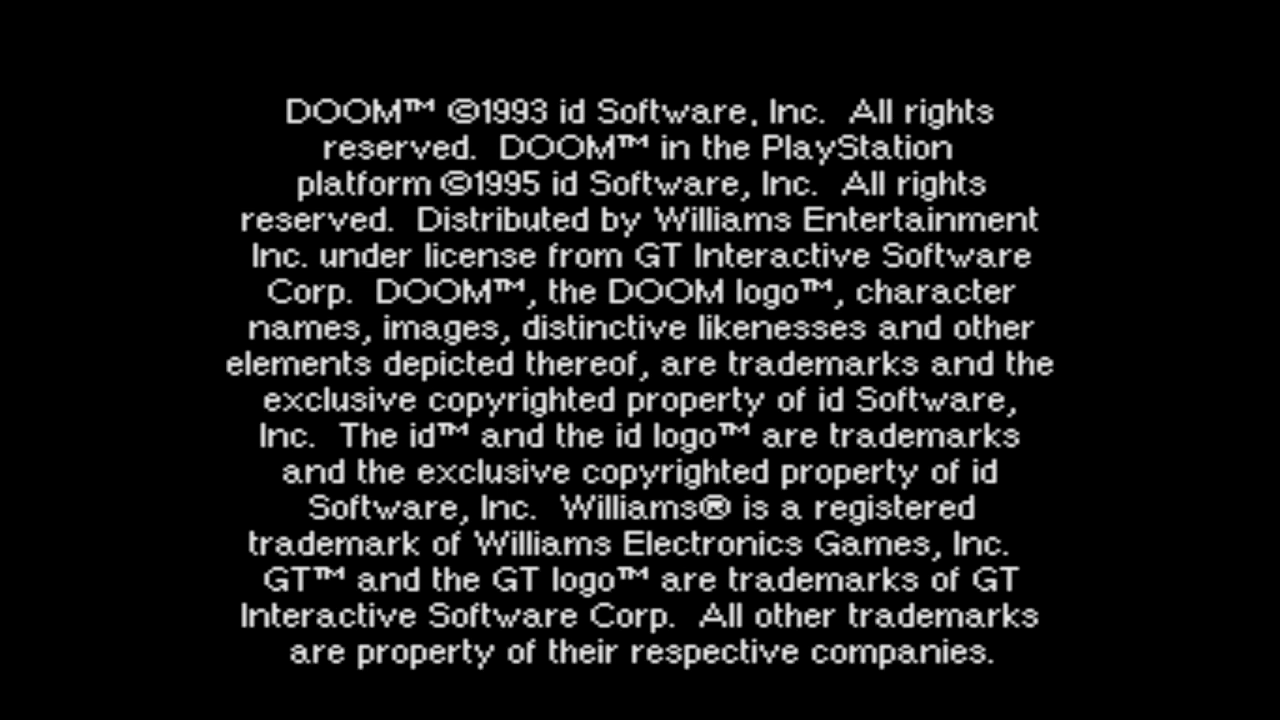 DOOM™ ©1993 id Software, Inc.  All rights
reserved.  DOOM™ in the PlayStation
platform ©1995 id Software, Inc.  All rights
reserved.  Distributed by Williams Entertainment
Inc. under license from GT Interactive Software
Corp.  DOOM™, the DOOM logo™, character
names, images, distinctive likenesses and other
elements depicted thereof, are trademarks and the
exclusive copyrighted property of id Software,
Inc.  The id™ and the id logo™ are trademarks
and the exclusive copyrighted property of id
Software, Inc.  Williams® is a registered
trademark of Williams Electronics Games, Inc.
GT™ and the GT logo™ are trademarks of GT
Interactive Software Corp.  All other trademarks
are property of their respective companies.